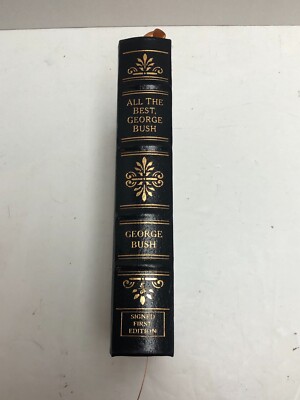 ALL THE
BEST,
GEORGE
BUSH
GEORGE
BUSH
SIGNED
FIRST
EDITION